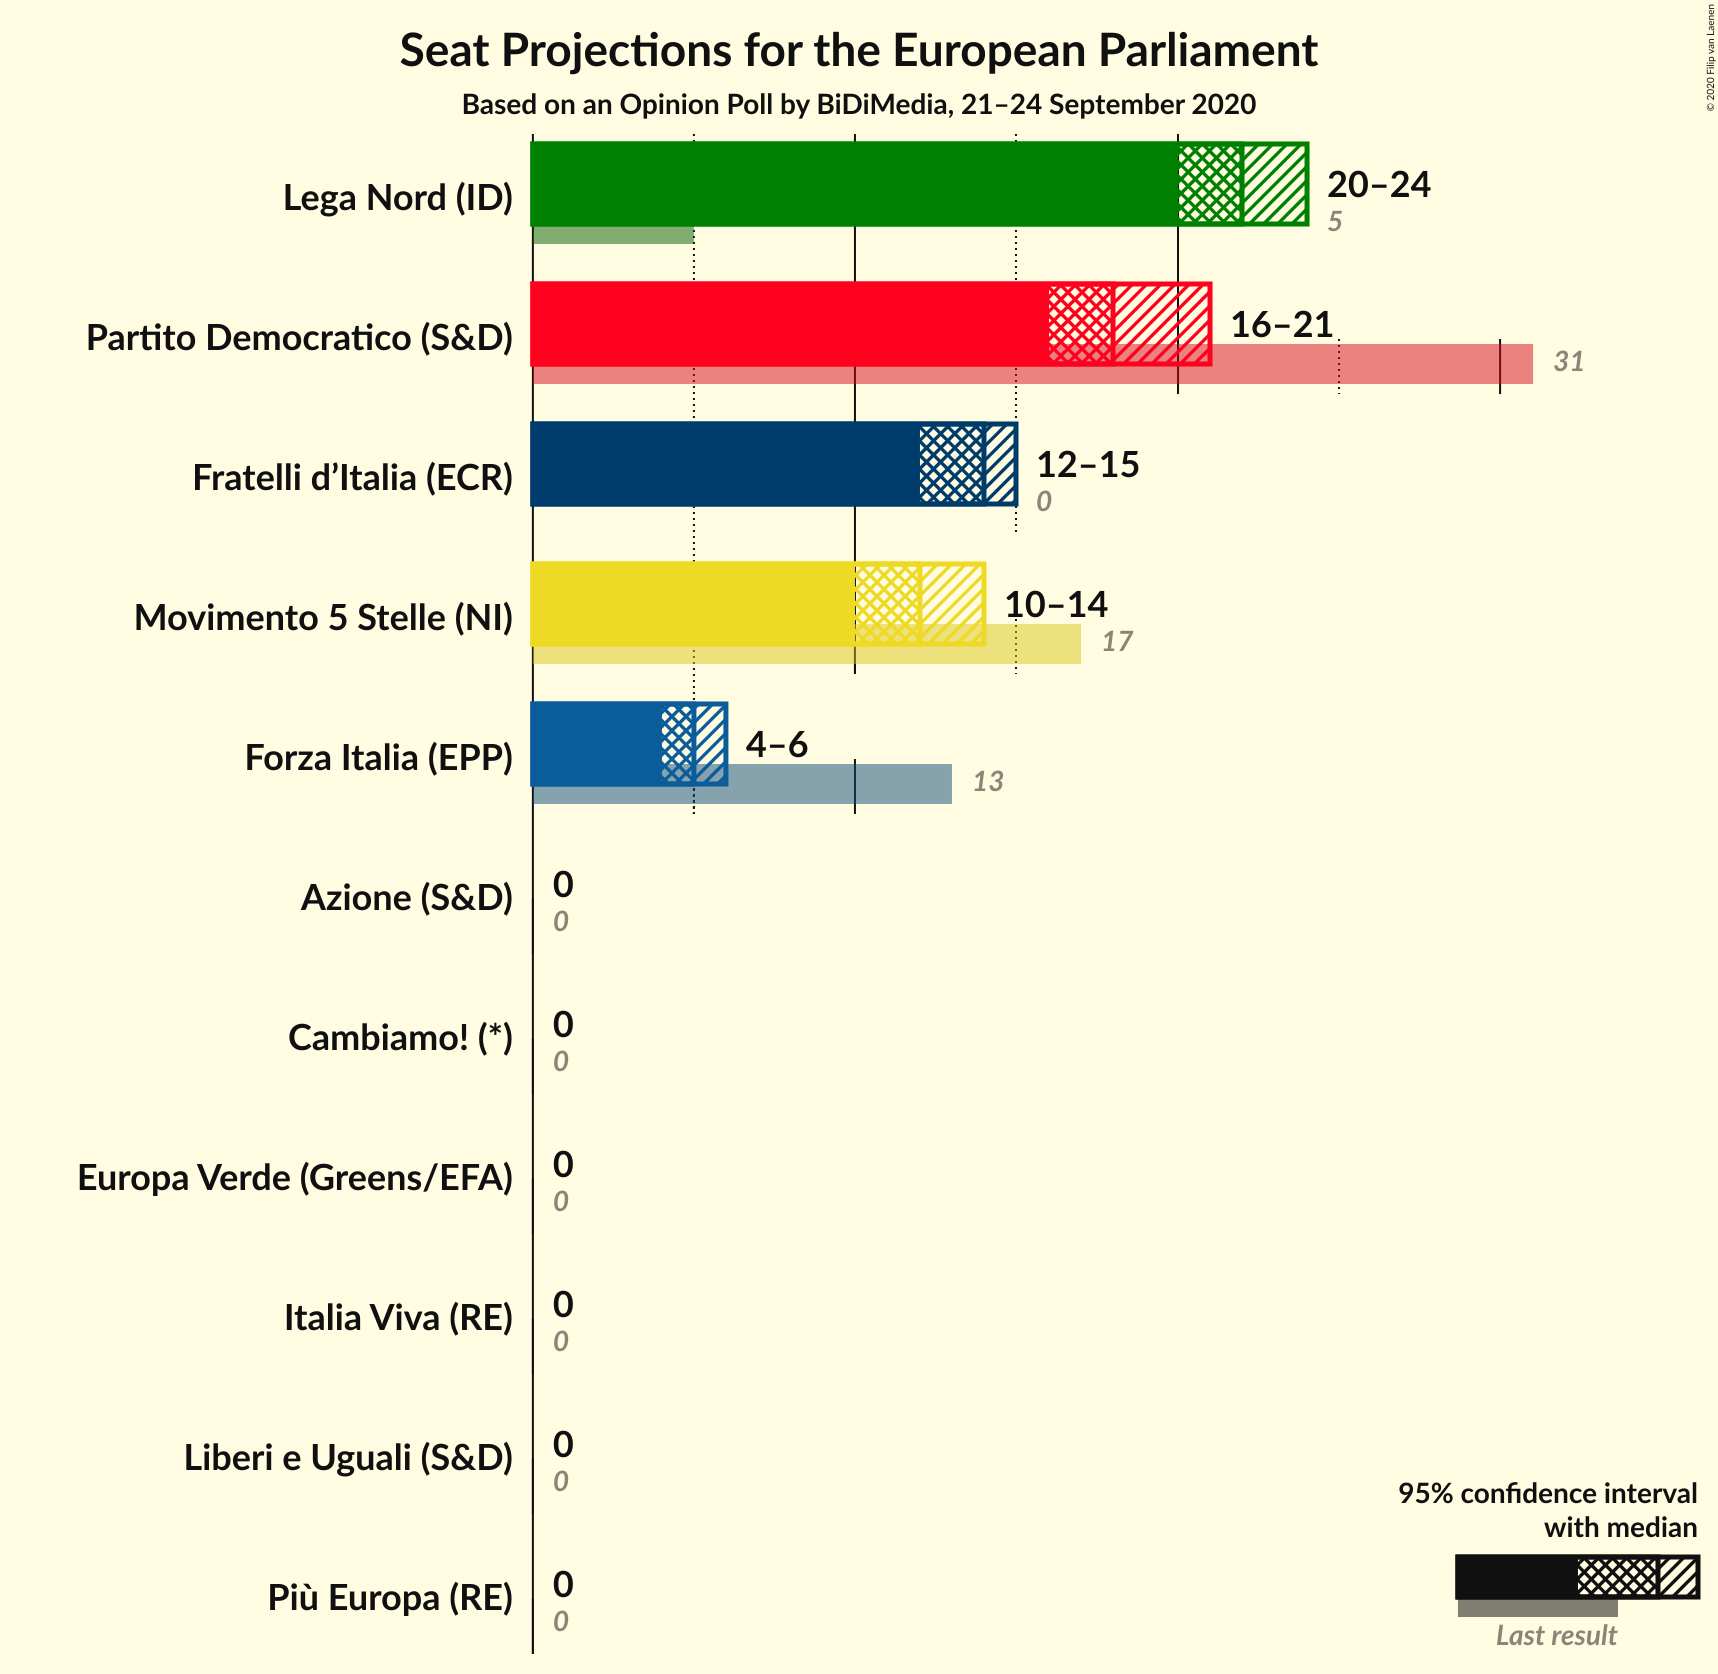 Seat Projections for the European Parliament
Based on an Opinion Poll by BiDiMedia, 21–24 September 2020
© 2020 Filip van Laenen
Lega Nord (ID)
20–24
5
Partito Democratico (S&D)
16–21
31
Fratelli d’Italia (ECR)
12–15
0
Movimento 5 Stelle (NI)
10–14
17
Forza Italia (EPP)
4–6
13
Azione (S&D)
0
0
Cambiamo! (*)
0
0
Europa Verde (Greens/EFA)
0
0
Italia Viva (RE)
0
0
Liberi e Uguali (S&D)
0
0
Più Europa (RE)
0
0
95% confidence interval
with median
Last result